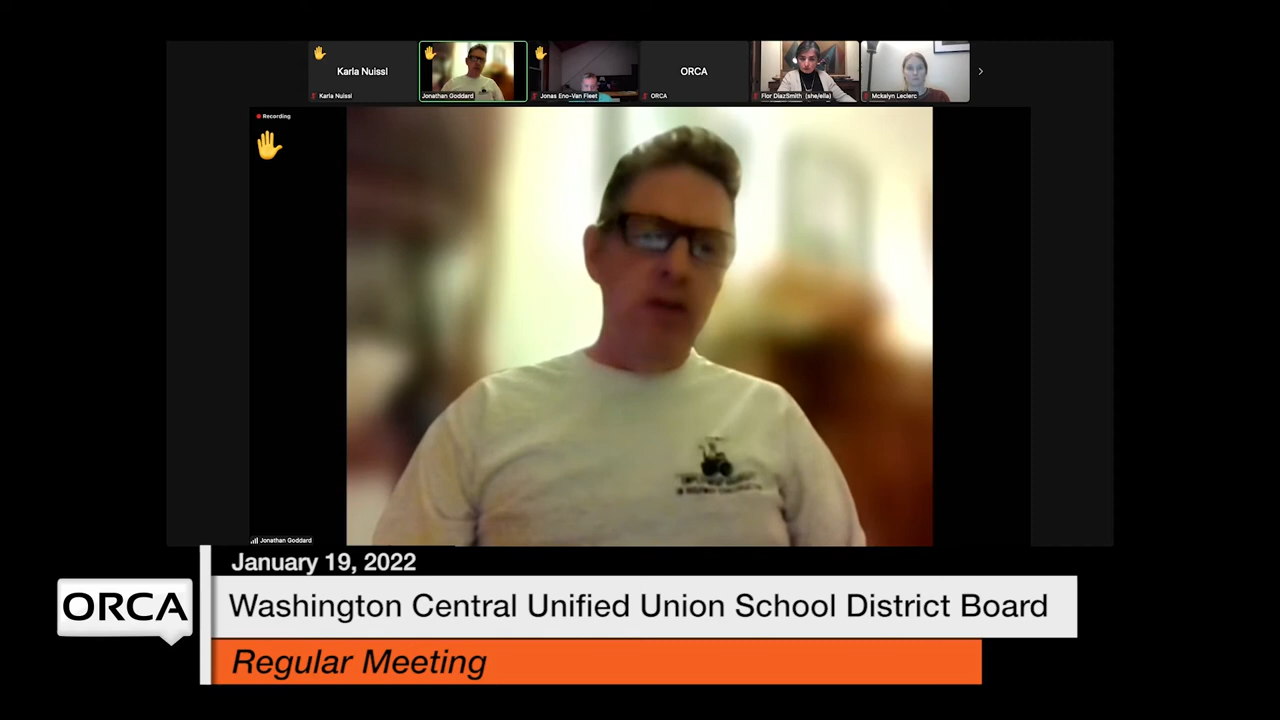 Karla Nuissl
ORCA
Karla Nuissl
Jonathan Goddard
Jonas Eno-Van Fleet
ORCA
Flor DiazSmith (she/ella)
Mckalyn Leclerc
Recording
Jonathan Goddard
January 19, 2022
ORCA
Washington Central Unified Union School District Board
Regular Meeting